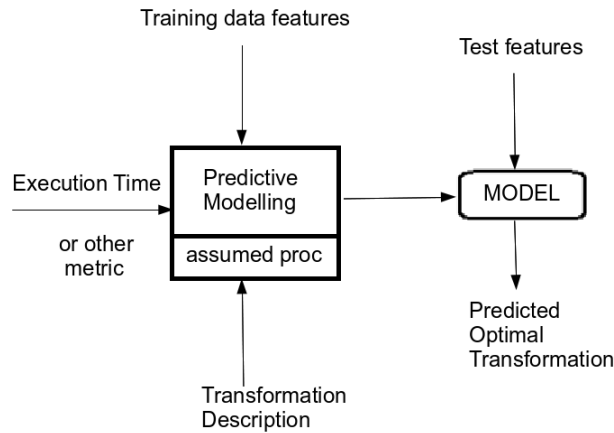 Training data features
Test features
Execution Time
or other
metric
Predictive
Modelling
assumed proc
MODEL
Transformation
Description
Predicted
Optimal
Transformation